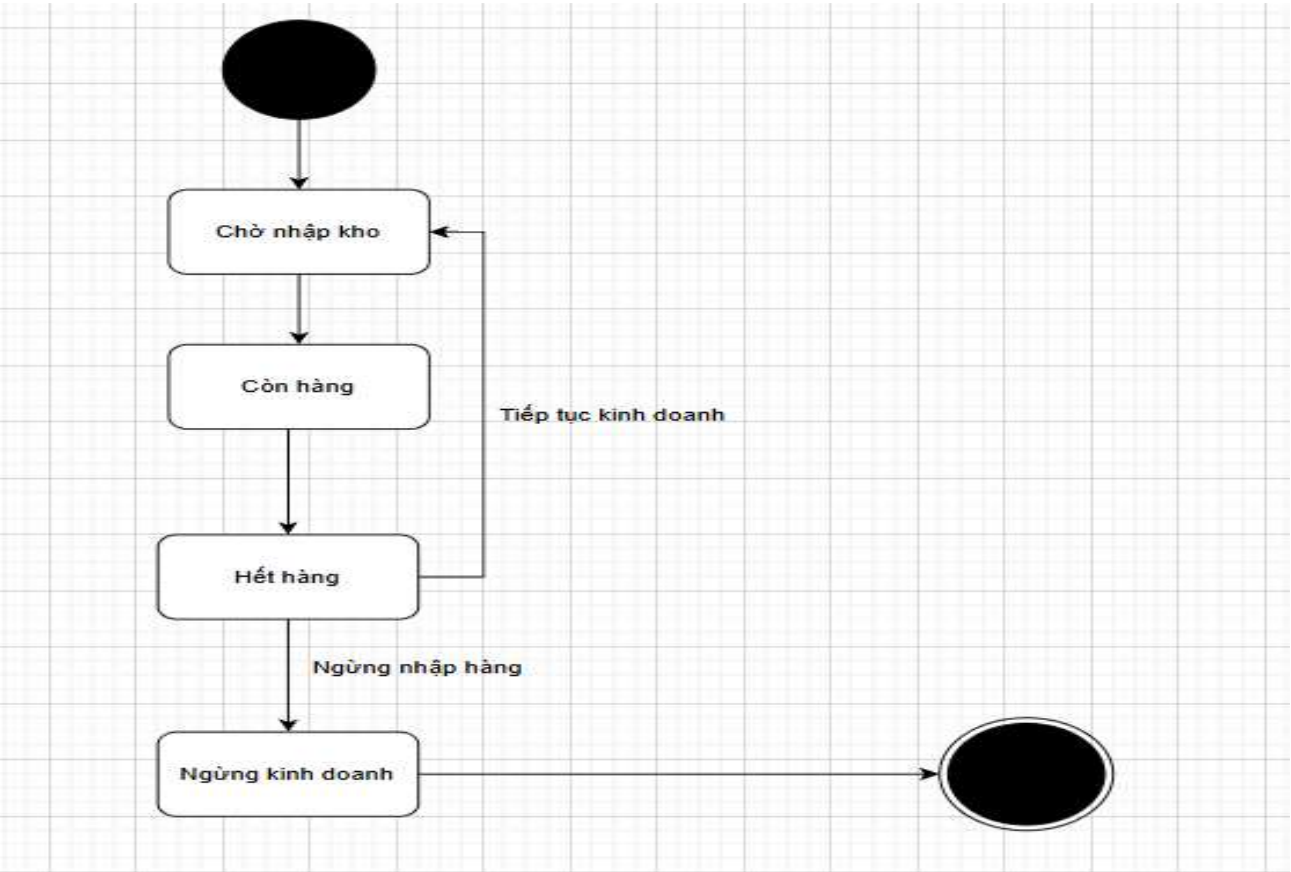 Chờ nhập kho
Còn hàng
Tiếp tục kinh doanh
Hết hàng
Ngừng nhập hàng
Ngừng kinh doanh